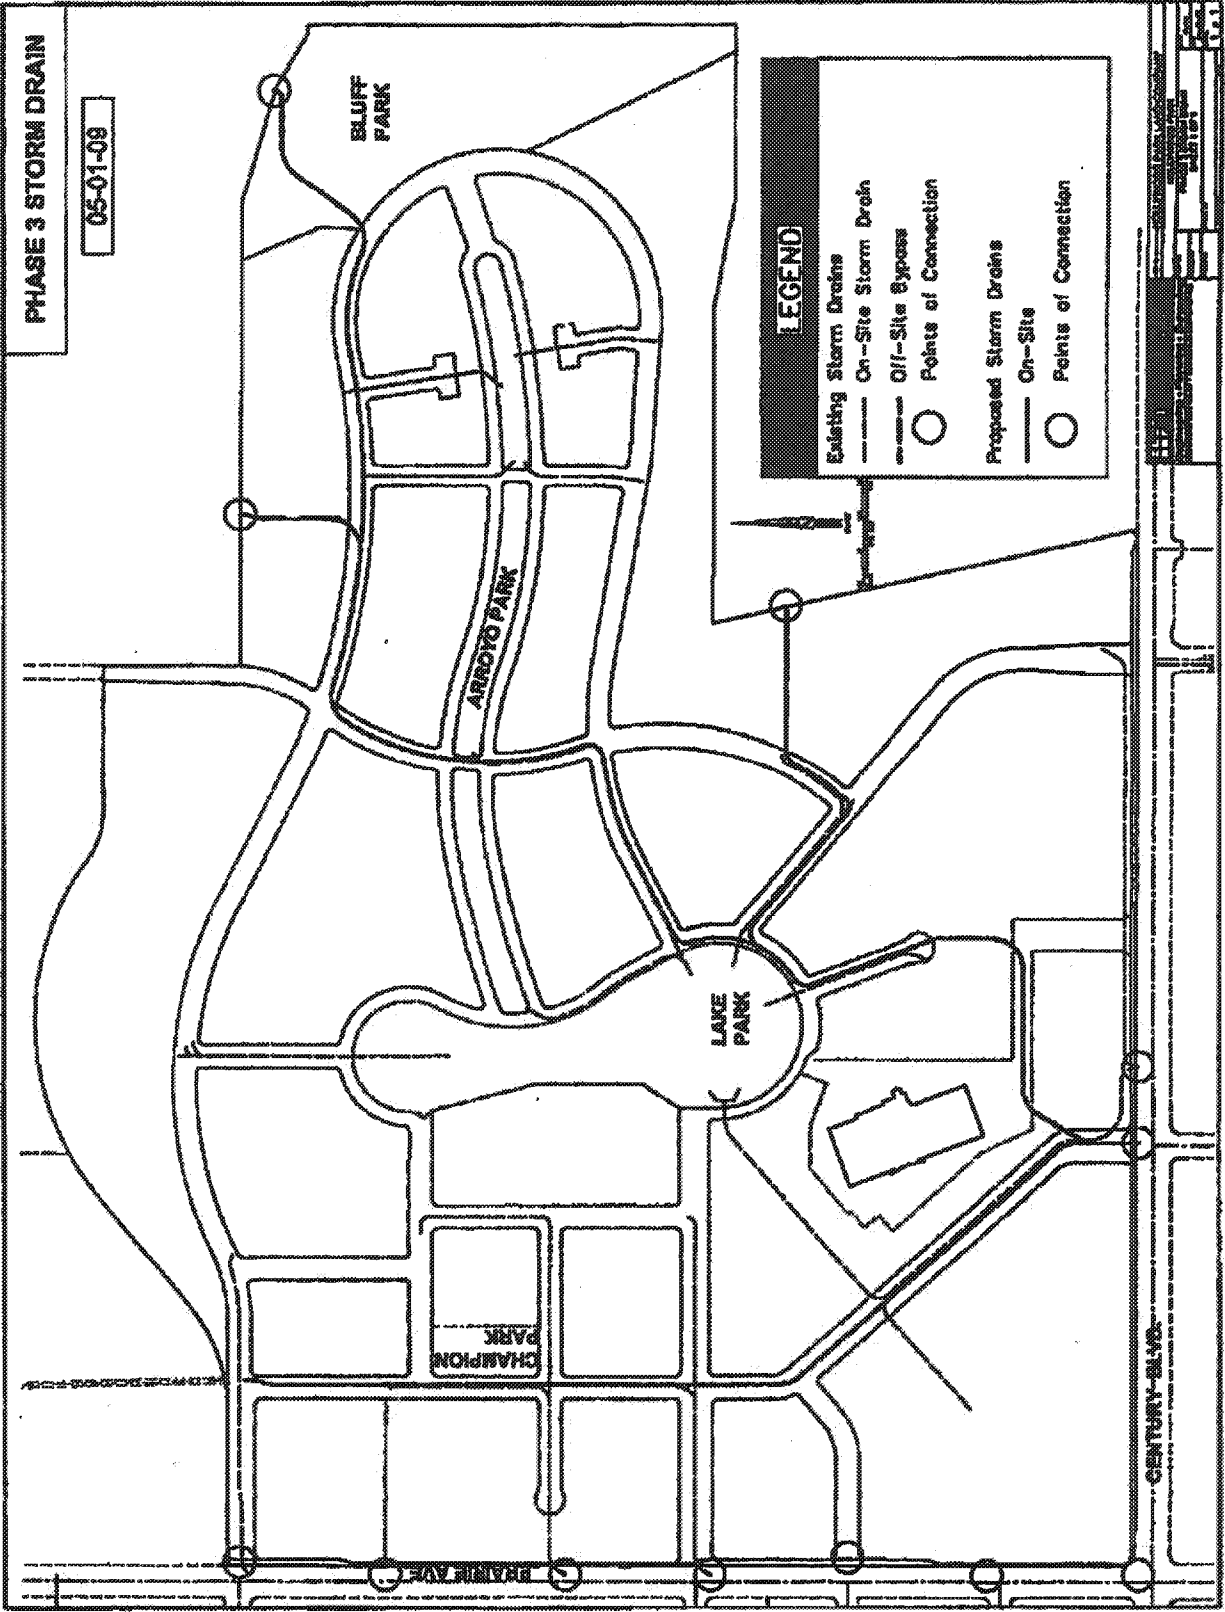 PHASE 3 STORM DRAIN
05-01-09
BLUFF
PARK
ARROYO PARK
LAKE
PARK
CHAMPION
PARK
PRAIRIE AVE
CENTURY BLVD.
LEGEND
Existing Storm Drains
On-Site Storm Drain
Off-Site Bypass
Points of Connection
Proposed Storm Drains
On-Site
Points of Connection